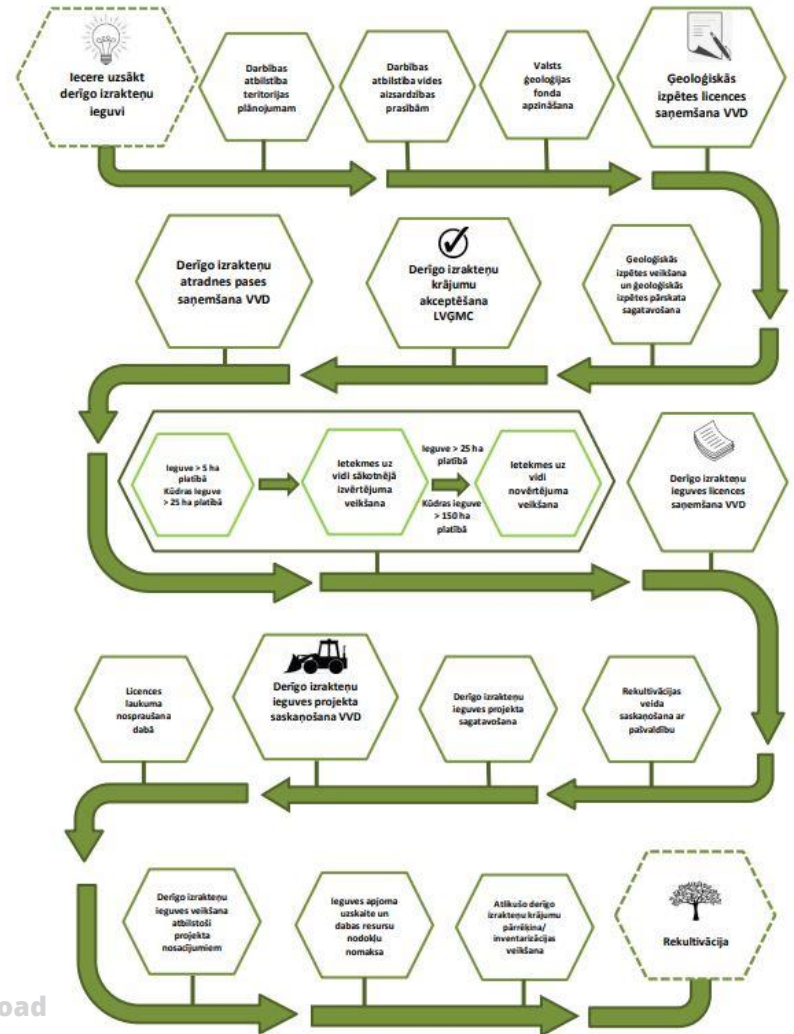 Iecere uzsākt
derīgo izrakteņu
ieguvi
Darbības
atbilstība
teritorijas
plānojumam
Darbības
atbilstība vides
aizsardzības
prasībām
Valsts
ģeoloģijas
fonda
apzināšana
Ģeoloģiskās
izpētes licences
saņemšana VVD
Ģeoloģiskās
izpētes veikšana
un ģeoloģiskās
izpētes pārskata
sagatavošana
Derīgo izrakteņu
krājumu
akceptēšana
LVĢMC
Derīgo izrakteņu
atradnes pases
saņemšana VVD
Ieguve > 5 ha
platībā
Kūdras ieguve
> 25 ha platībā
Ietekmes uz
vidi sākotnējā
izvērtējuma
veikšana
Ieguve > 25 ha
platībā
Kūdras ieguve
> 150 ha
platībā
Ietekmes uz
vidi
novērtējuma
veikšana
Derīgo izrakteņu
ieguves licences
saņemšana VVD
Rekultivācijas
veida
saskaņošana ar
pašvaldību
Derīgo izrakteņu
ieguves projekta
sagatavošana
Derīgo izrakteņu
ieguves projekta
saskaņošana VVD
Licences
laukuma
nospraušana
dabā
Derīgo izrakteņu
ieguves veikšana
atbilstoši
projekta
nosacījumiem
Ieguves apjoma
uzskaite un
dabas resursu
nodokļu
nomaksa
Atlikušo derīgo
izrakteņu krājumu
pārrēķina/
inventarizācijas
veikšana
Rekultivācija
oad